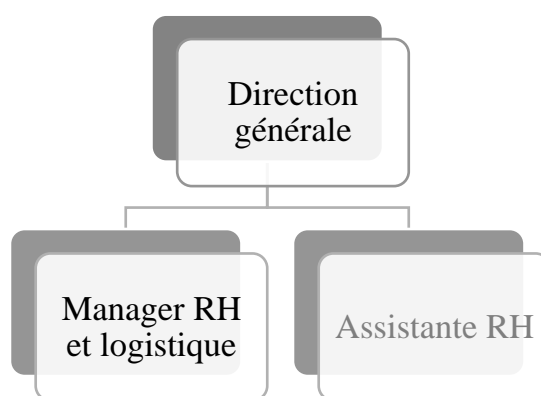 Direction
générale
Manager RH
et logistique
Assistante RH